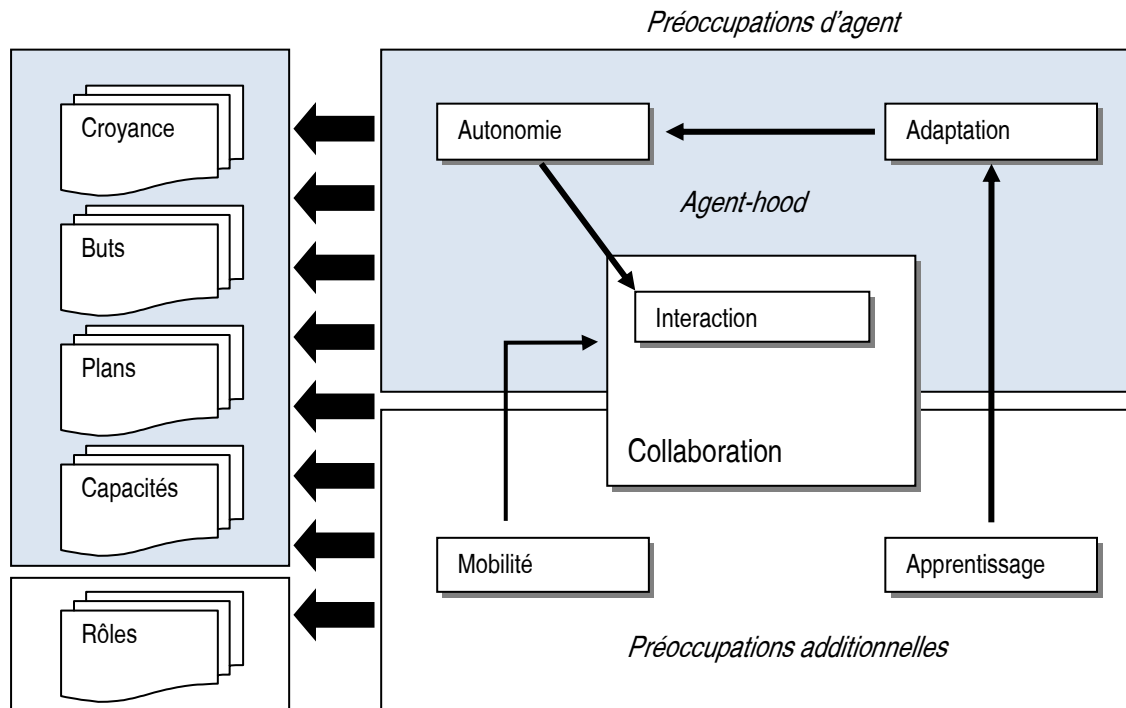 Préoccupations d'agent
Croyance
Buts
Plans
Capacités
Rôles
Autonomie
Adaptation
Agent-hood
Interaction
Collaboration
Mobilité
Apprentissage
Préoccupations additionnelles